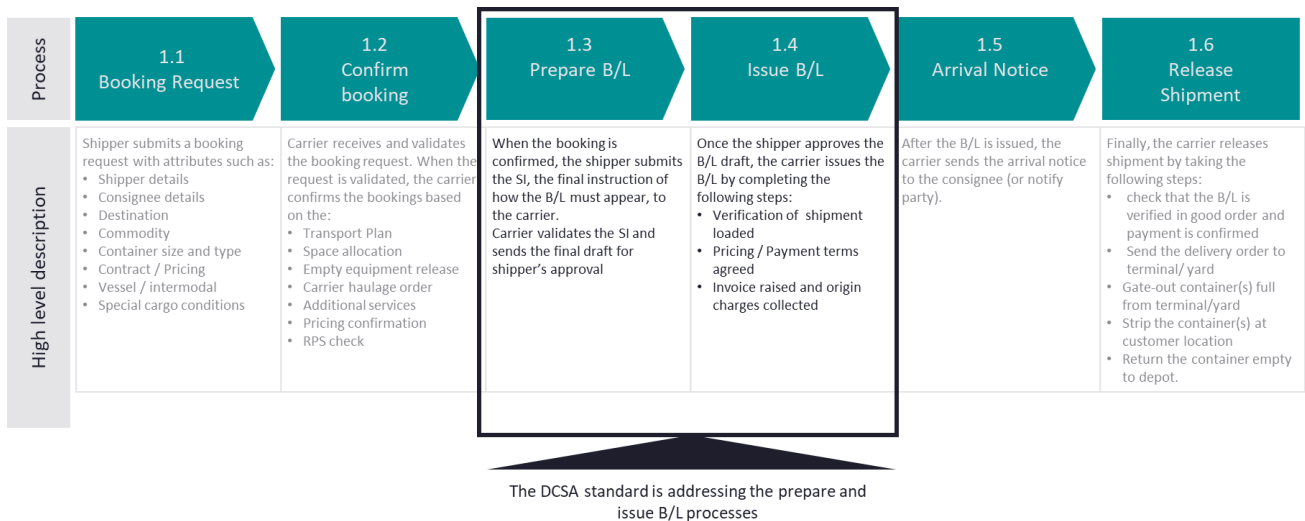 Process
1.1
Booking Request
1.2
Confirm
booking
1.3
Prepare B/L
1.4
Issue B/L
1.5
Arrival Notice
1.6
Release
Shipment
High level description
Shipper submits a booking
request with attributes such as:
• Shipper details
• Consignee details
• Destination
• Commodity
• Container size and type
• Contract / Pricing
• Vessel / intermodal
• Special cargo conditions
Carrier receives and validates
the booking request. When the
request is validated, the carrier
confirms the bookings based
on the:
• Transport Plan
• Space allocation
• Empty equipment release
• Carrier haulage order
• Additional services
• Pricing confirmation
• RPS check
When the booking is
confirmed, the shipper submits
the SI, the final instruction of
how the B/L must appear, to
the carrier.
Carrier validates the SI and
sends the final draft for
shipper's approval
Once the shipper approves the
B/L draft, the carrier issues the
B/L by completing the
following steps:
• Verification of shipment
loaded
• Pricing / Payment terms
agreed
• Invoice raised and origin
charges collected
After the B/L is issued, the
carrier sends the arrival notice
to the consignee (or notify
party).
Finally, the carrier releases
shipment by taking the
following steps:
• check that the B/L is
verified in good order and
payment is confirmed
• Send the delivery order to
terminal/ yard
• Gate-out container(s) full
from terminal/yard
• Strip the container(s) at
customer location
• Return the container empty
to depot.
The DCSA standard is addressing the prepare and
issue B/L processes